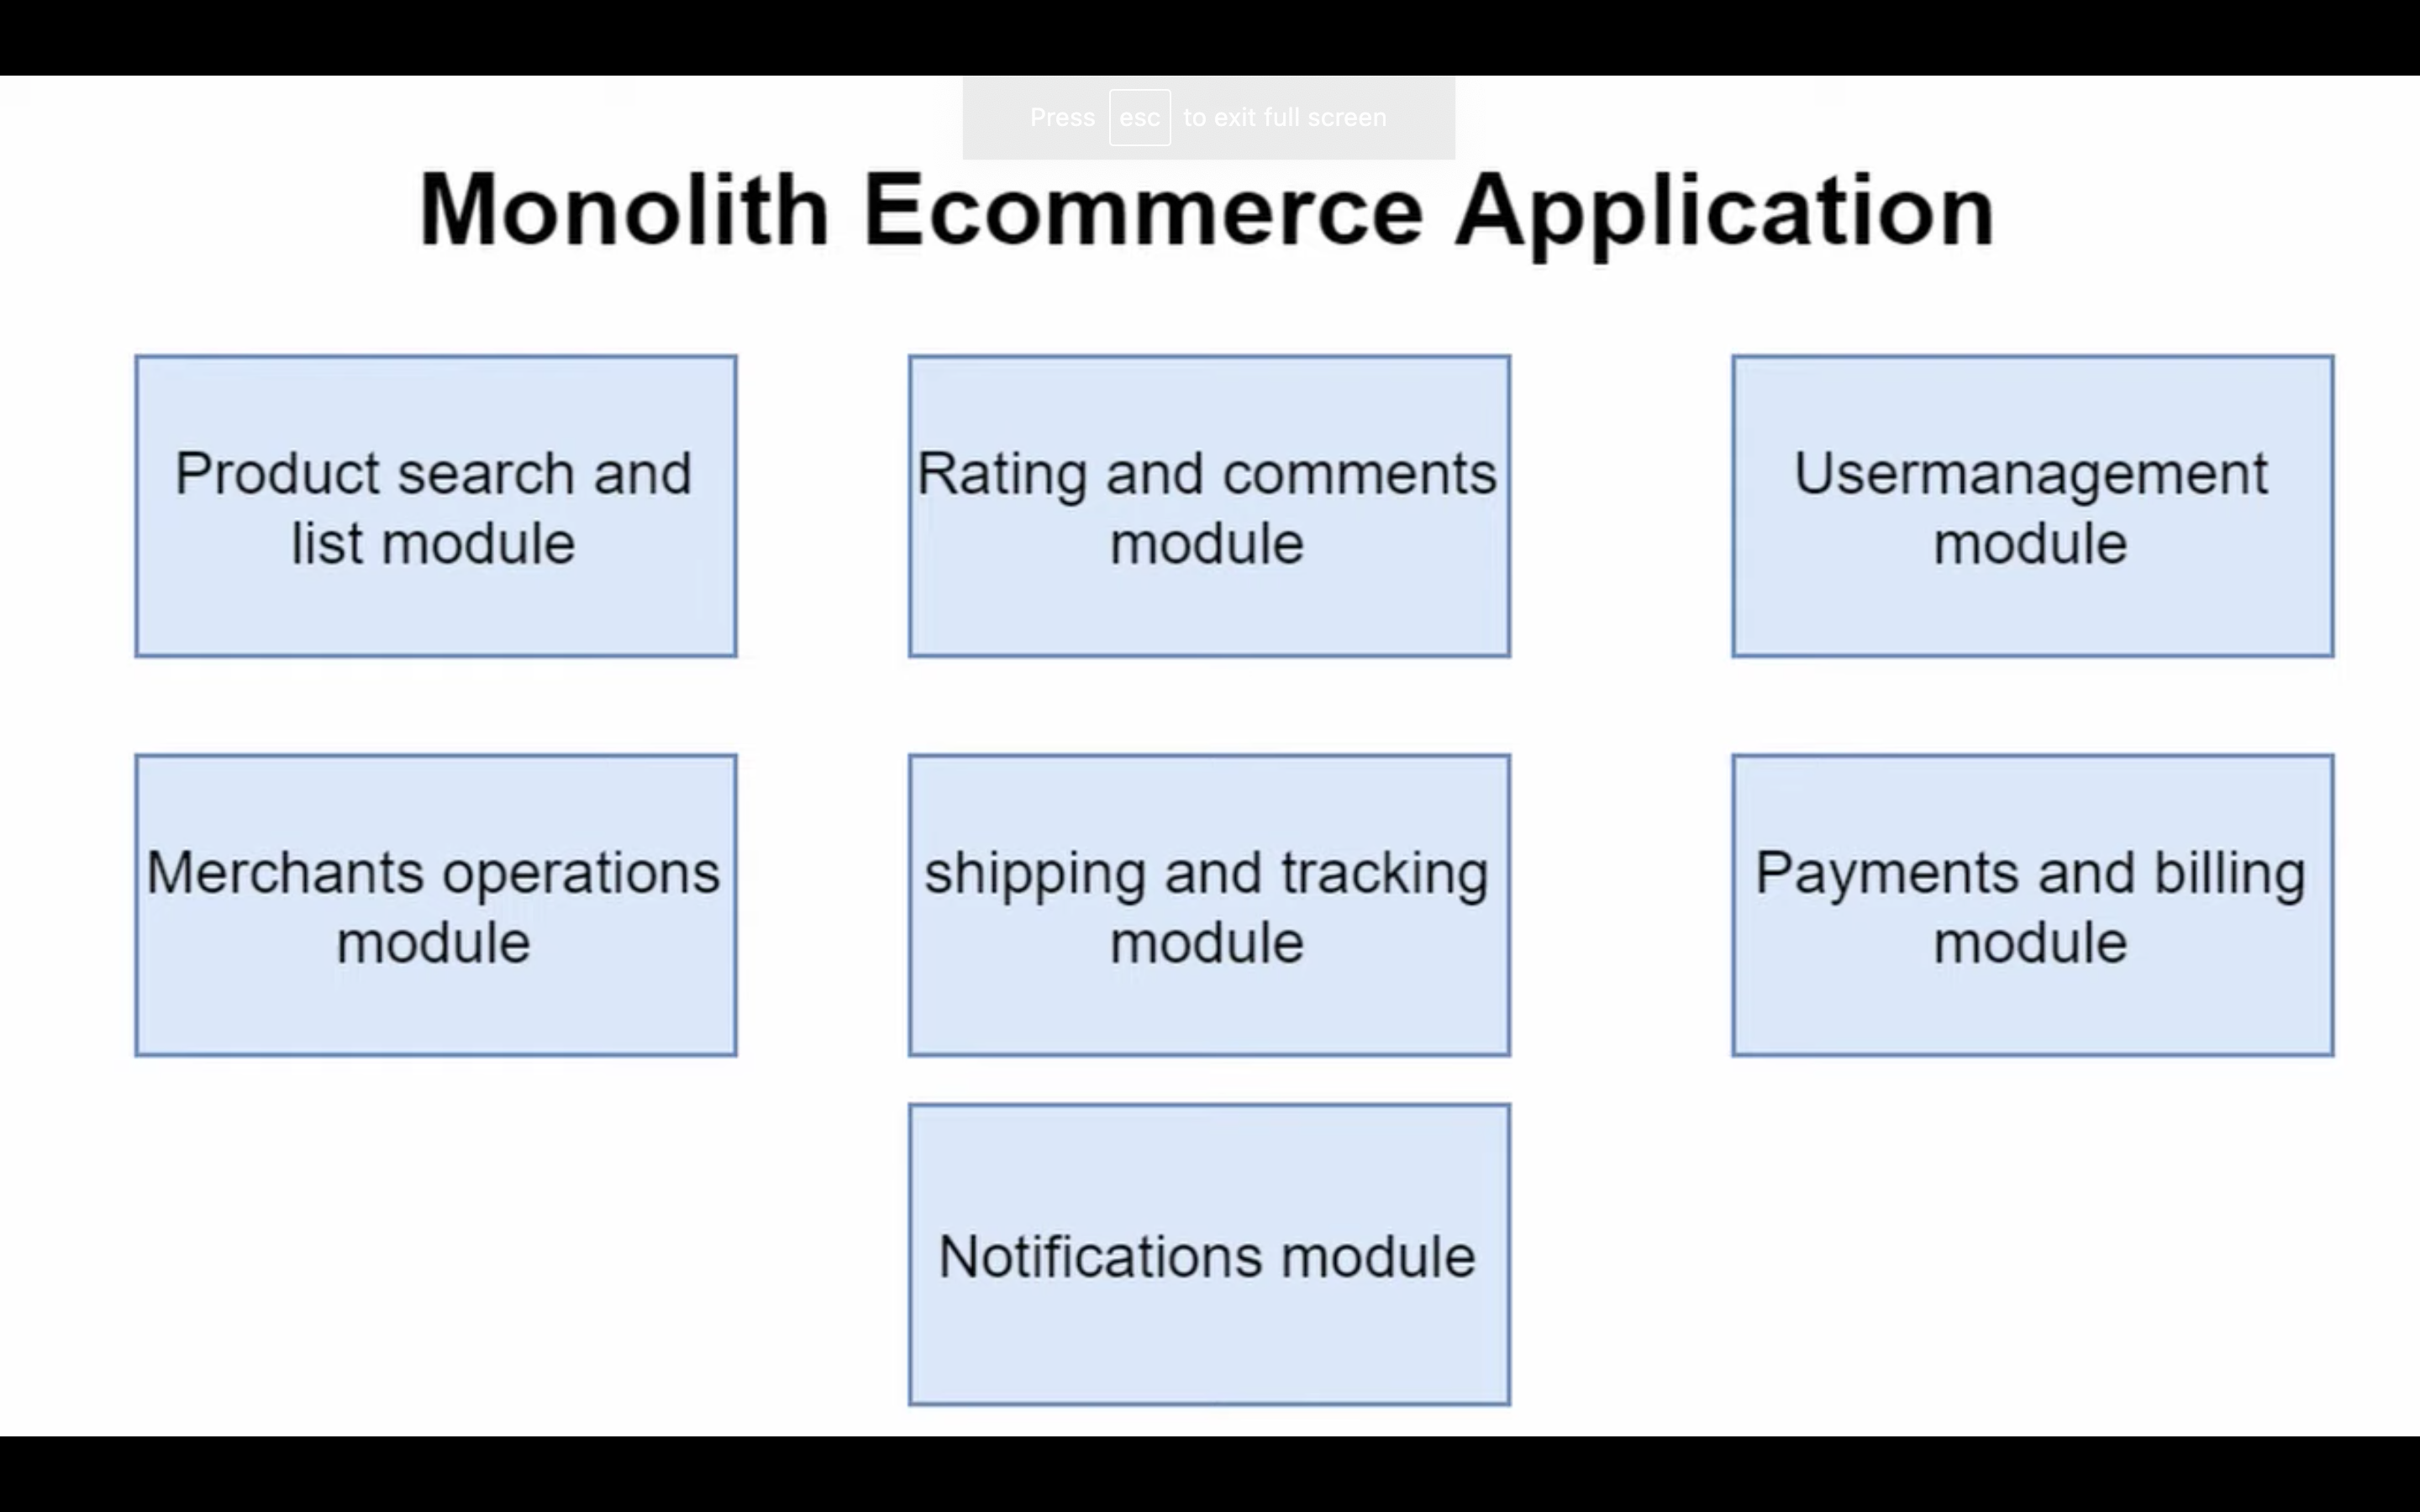 Press esc to exit full screen
Monolith Ecommerce Application
Product search and
list module
Rating and comments
module
Usermanagement
module
Merchants operations
module
shipping and tracking
module
Payments and billing
module
Notifications module